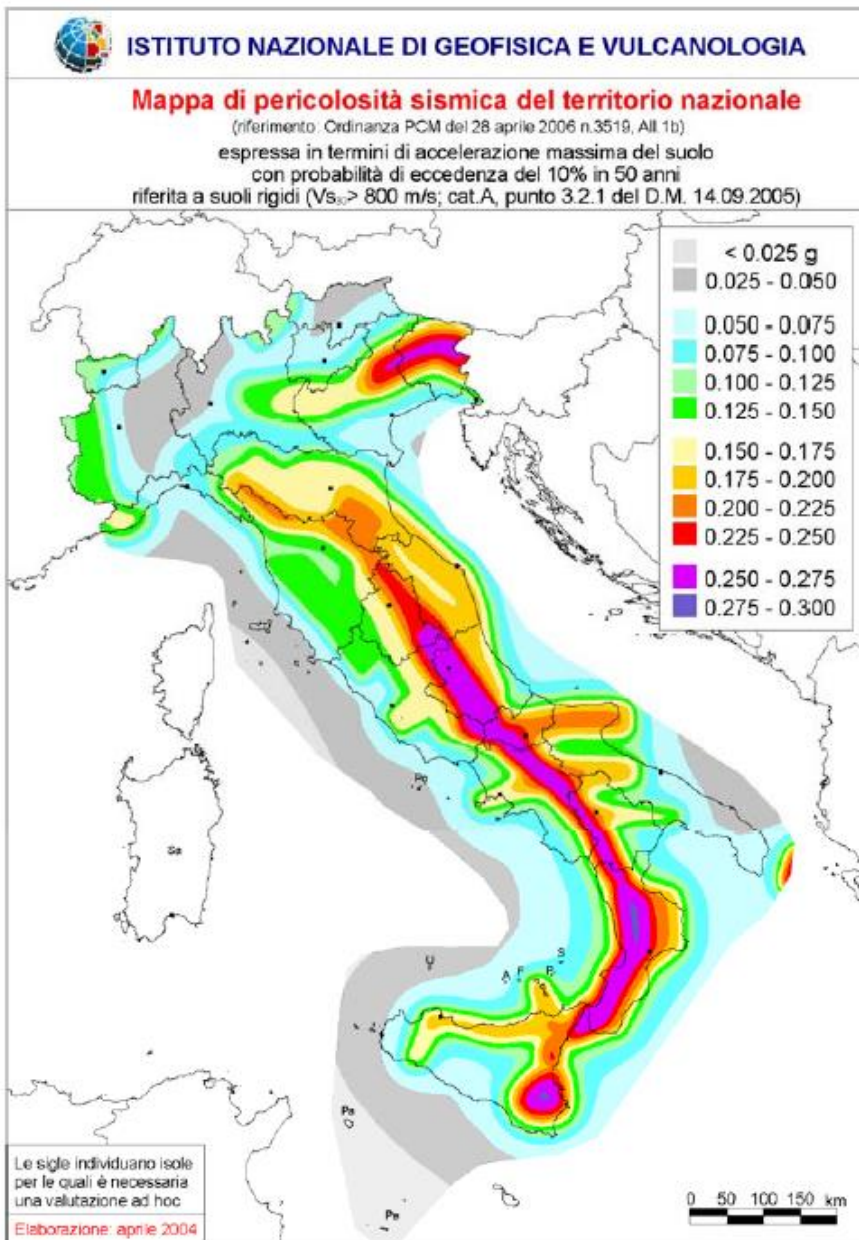 ISTITUTO NAZIONALE DI GEOFISICA E VULCANOLOGIA
Mappa di pericolosità sismica del territorio nazionale
(riferimento: Ordinanza PCM del 28 aprile 2006 n.3519, All.1b)
espressa in termini di accelerazione massima del suolo
con probabilità di eccedenza del 10% in 50 anni
riferita a suoli rigidi (Vs₃₀> 800 m/s; cat.A, punto 3.2.1 del D.M. 14.09.2005)
< 0.025 g
0.025 - 0.050
0.050 - 0.075
0.075 - 0.100
0.100 - 0.125
0.125 - 0.150
0.150 - 0.175
0.175 - 0.200
0.200 - 0.225
0.225 - 0.250
0.250 - 0.275
0.275 - 0.300
Po
Sa
U
S
A
F
P
Pa
Pe
Le sigle individuano isole
per le quali è necessaria
una valutazione ad hoc
Elaborazione: aprile 2004
0 50 100 150 km